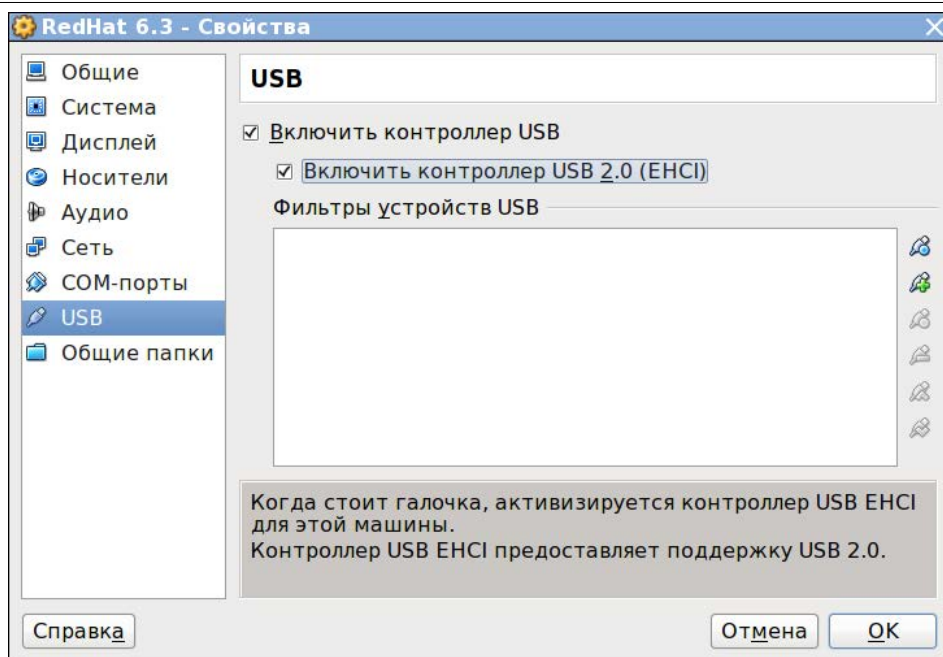 RedHat 6.3 - Свойства
Общие
Система
Дисплей
Носители
Аудио
Сеть
COM-порты
USB
Общие папки
USB
Включить контроллер USB
Включить контроллер USB 2.0 (EHCI)
Фильтры устройств USB
Когда стоит галочка, активизируется контроллер USB EHCI
для этой машины.
Контроллер USB EHCI предоставляет поддержку USB 2.0.
Справка
Отмена
OK